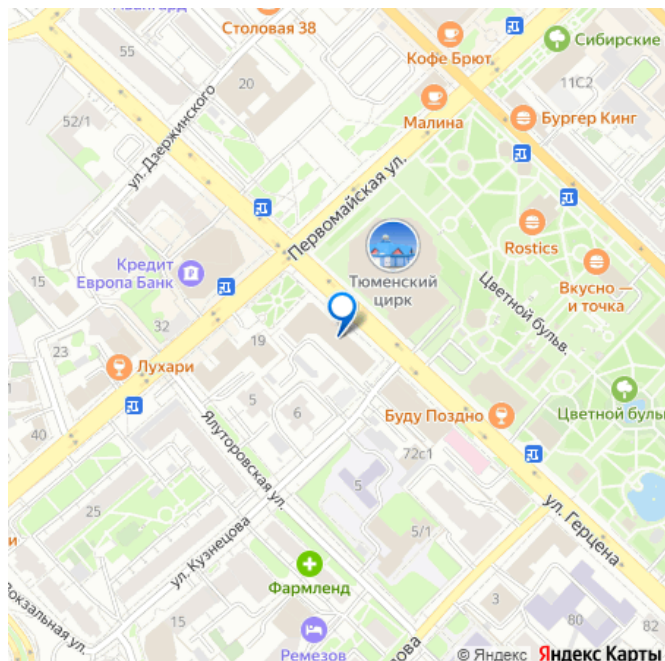 Авангард
Столовая 38
Кофе Брют
Сибирские
55
20
11С2
Малина
Бургер Кинг
52/1
ул. Дзержинского
Первомайская ул.
Rostics
Кредит
Европа Банк
Тюменский
цирк
Цветной бульв.
Вкусно —
и точка
15
32
19
23
Лухари
5
6
Буду Поздно
Цветной буль
40
Ялуторовская ул.
72с1
25
5
ул. Герцена
5/1
ул. Кузнецова
и
Фармленд
3
15
80
82
Ремезов
ова
© Яндекс Яндекс Карты